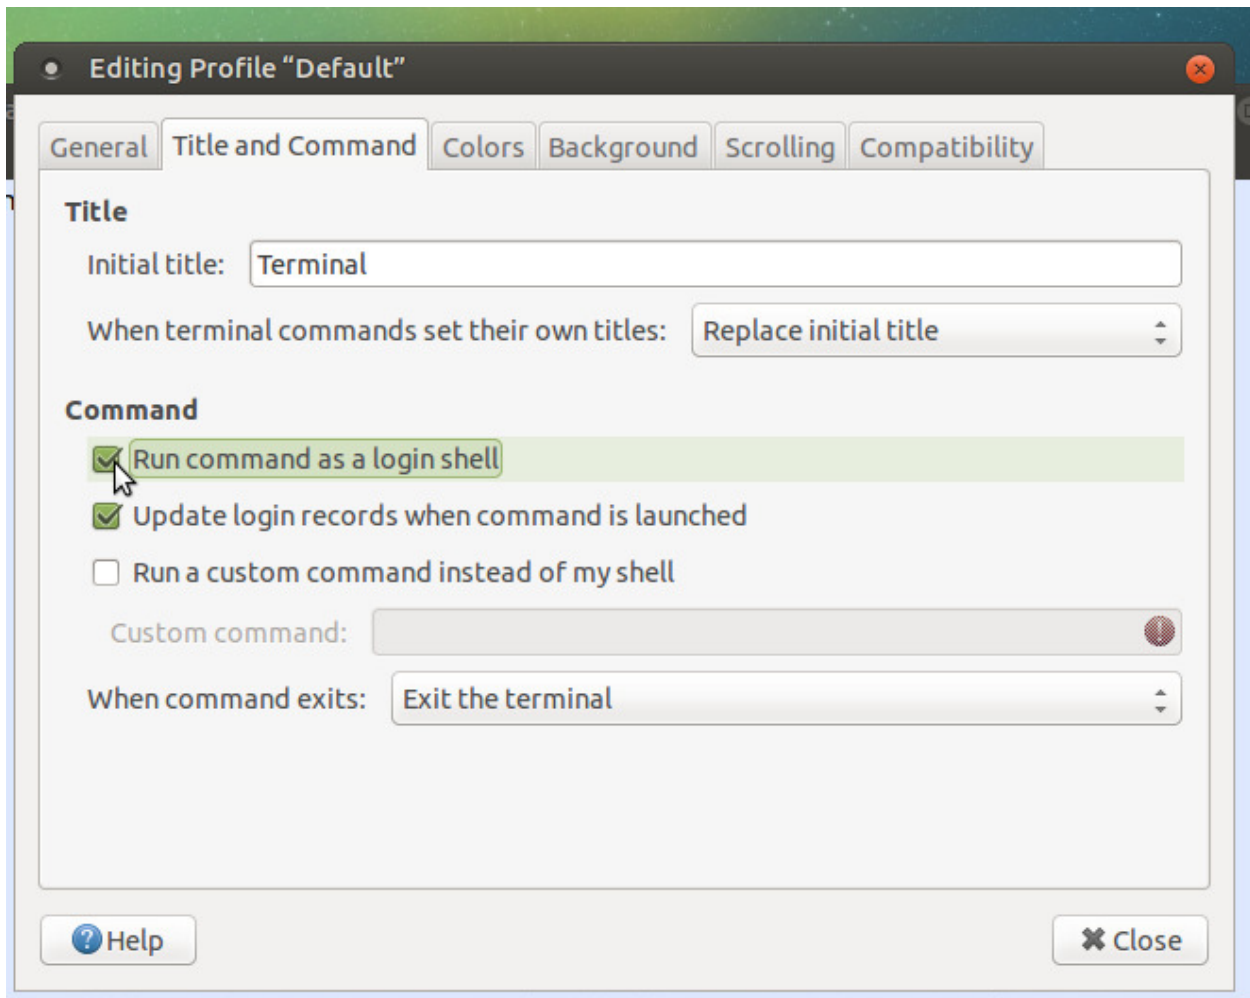 Editing Profile “Default”
General Title and Command Colors Background Scrolling Compatibility
Title
Initial title: Terminal
When terminal commands set their own titles: Replace initial title
Command
Run command as a login shell
Update login records when command is launched
Run a custom command instead of my shell
Custom command:
When command exits: Exit the terminal
Help Close